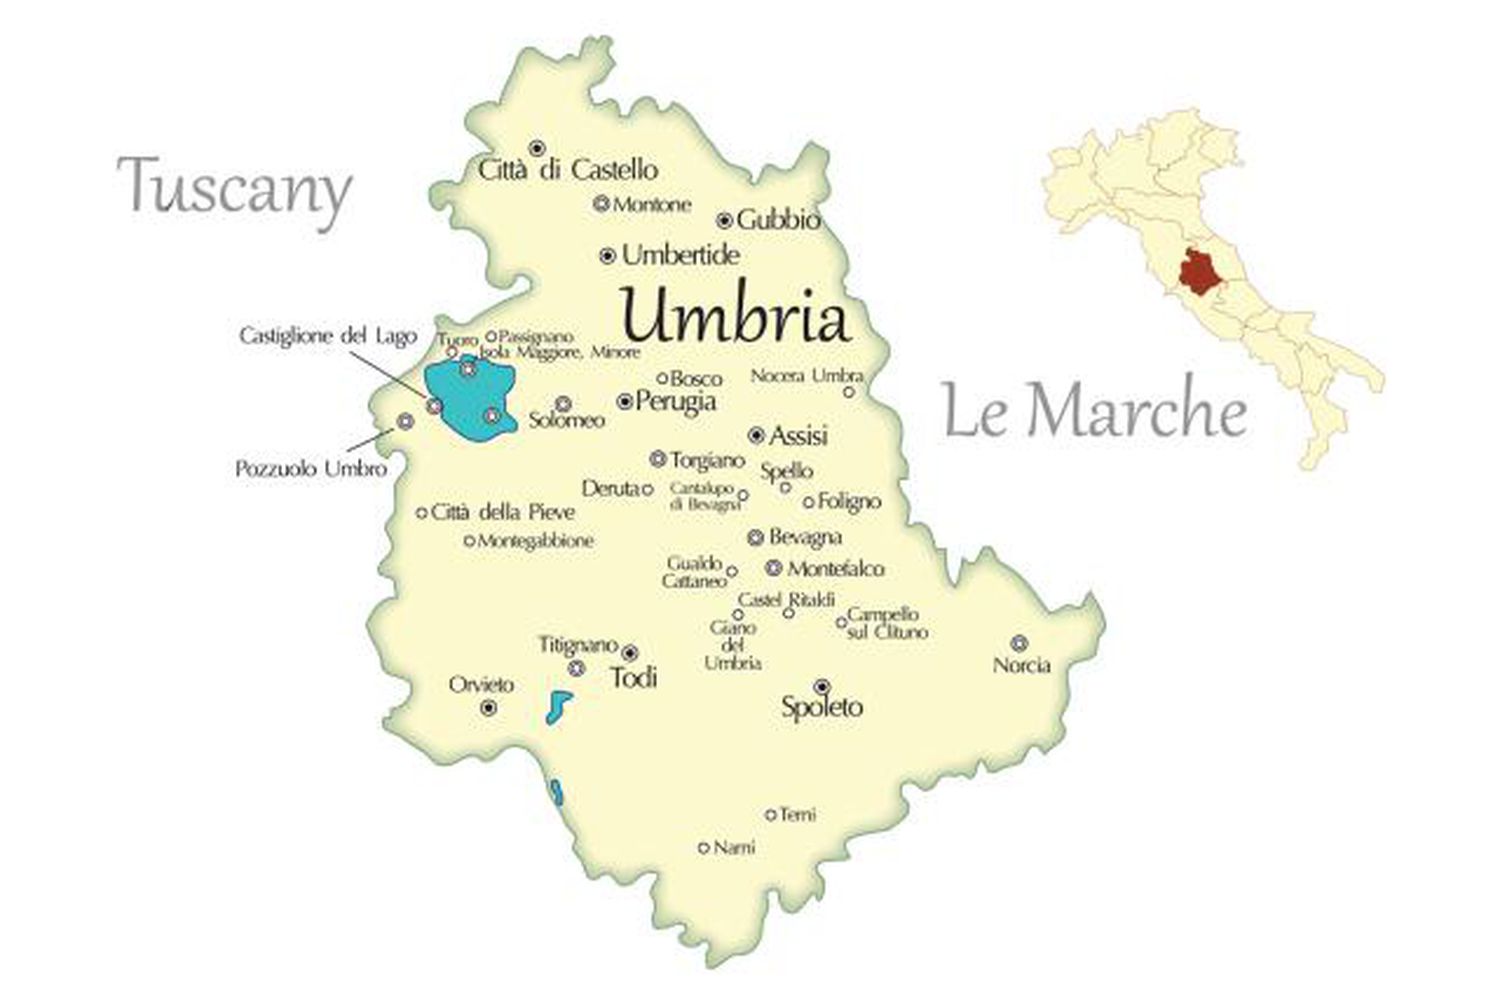 Tuscany
Città di Castello
Montone
Gubbio
Umbertide
Umbria
Castiglione del Lago
Tuoro
Passignano
Isola Maggiore, Minore
Bosco
Nocera Umbra
Solomeo
Perugia
Le Marche
Assisi
Pozzuolo Umbro
Torgiano
Spello
Deruta
Cantalupo
di Bevagna
Foligno
Città della Pieve
Montegabbione
Bevagna
Gualdo
Cattaneo
Montefalco
Castel Ritaldi
Campello
sul Clituno
Giano
del
Umbria
Titignano
Todi
Norcia
Orvieto
Spoleto
Terni
Narni